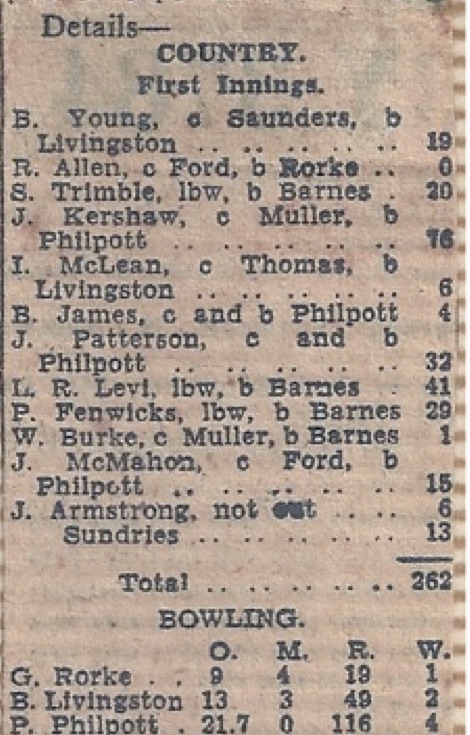 Details—
COUNTRY.
First Innings.
B. Young, c Saunders, b
Livingston .. .. .. .. .. .. 19
R. Allen, c Ford, b Rorke .. 0
S. Trimble, lbw, b Barnes . 20
J. Kershaw, c Muller, b
Philpott .. .. .. .. .. .. 76
I. McLean, c Thomas, b
Livingston .. .. .. .. .. .. 6
B. James, c and b Philpott 4
J. Patterson, c and b
Philpott .. .. .. .. .. .. 32
L. R. Levi, lbw, b Barnes . 41
P. Fenwicks, lbw, b Barnes 29
W. Burke, c Muller, b Barnes 1
J. McMahon, c Ford, b
Philpott .. .. .. .. .. .. 15
J. Armstrong, not out .. .. 6
Sundries .. .. .. .. .. .. 13
Total .. .. .. .. .. .. 262
BOWLING.
O. M. R. W.
G. Rorke . . 9 4 19 1
B. Livingston 13 3 49 2
P. Philpott . 21.7 0 116 4